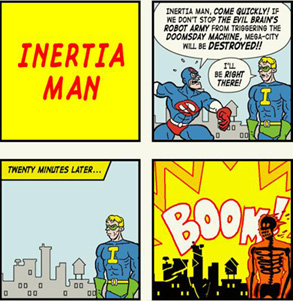 INERTIA
MAN
INERTIA MAN, COME QUICKLY! IF
WE DON'T STOP THE EVIL BRAIN'S
ROBOT ARMY FROM TRIGGERING THE
DOOMSDAY MACHINE, MEGA-CITY
WILL BE DESTROYED!!
I'LL
BE RIGHT
THERE!
I
TWENTY MINUTES LATER...
I
BOOM!